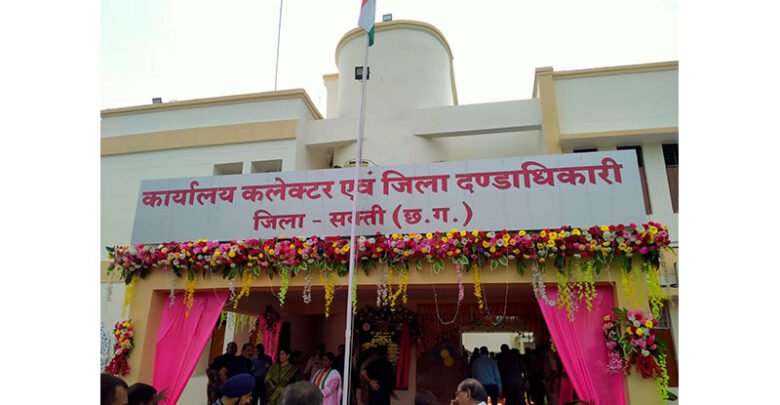 कार्यालय कलेक्टर एवं जिला दण्डाधिकारी
जिला - सक्ती (छ.ग.)